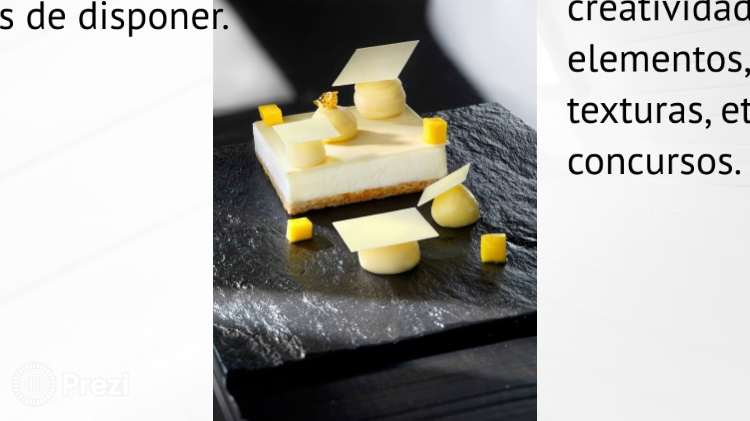 s de disponer.
creatividad
elementos,
texturas, et
concursos.
Prezi